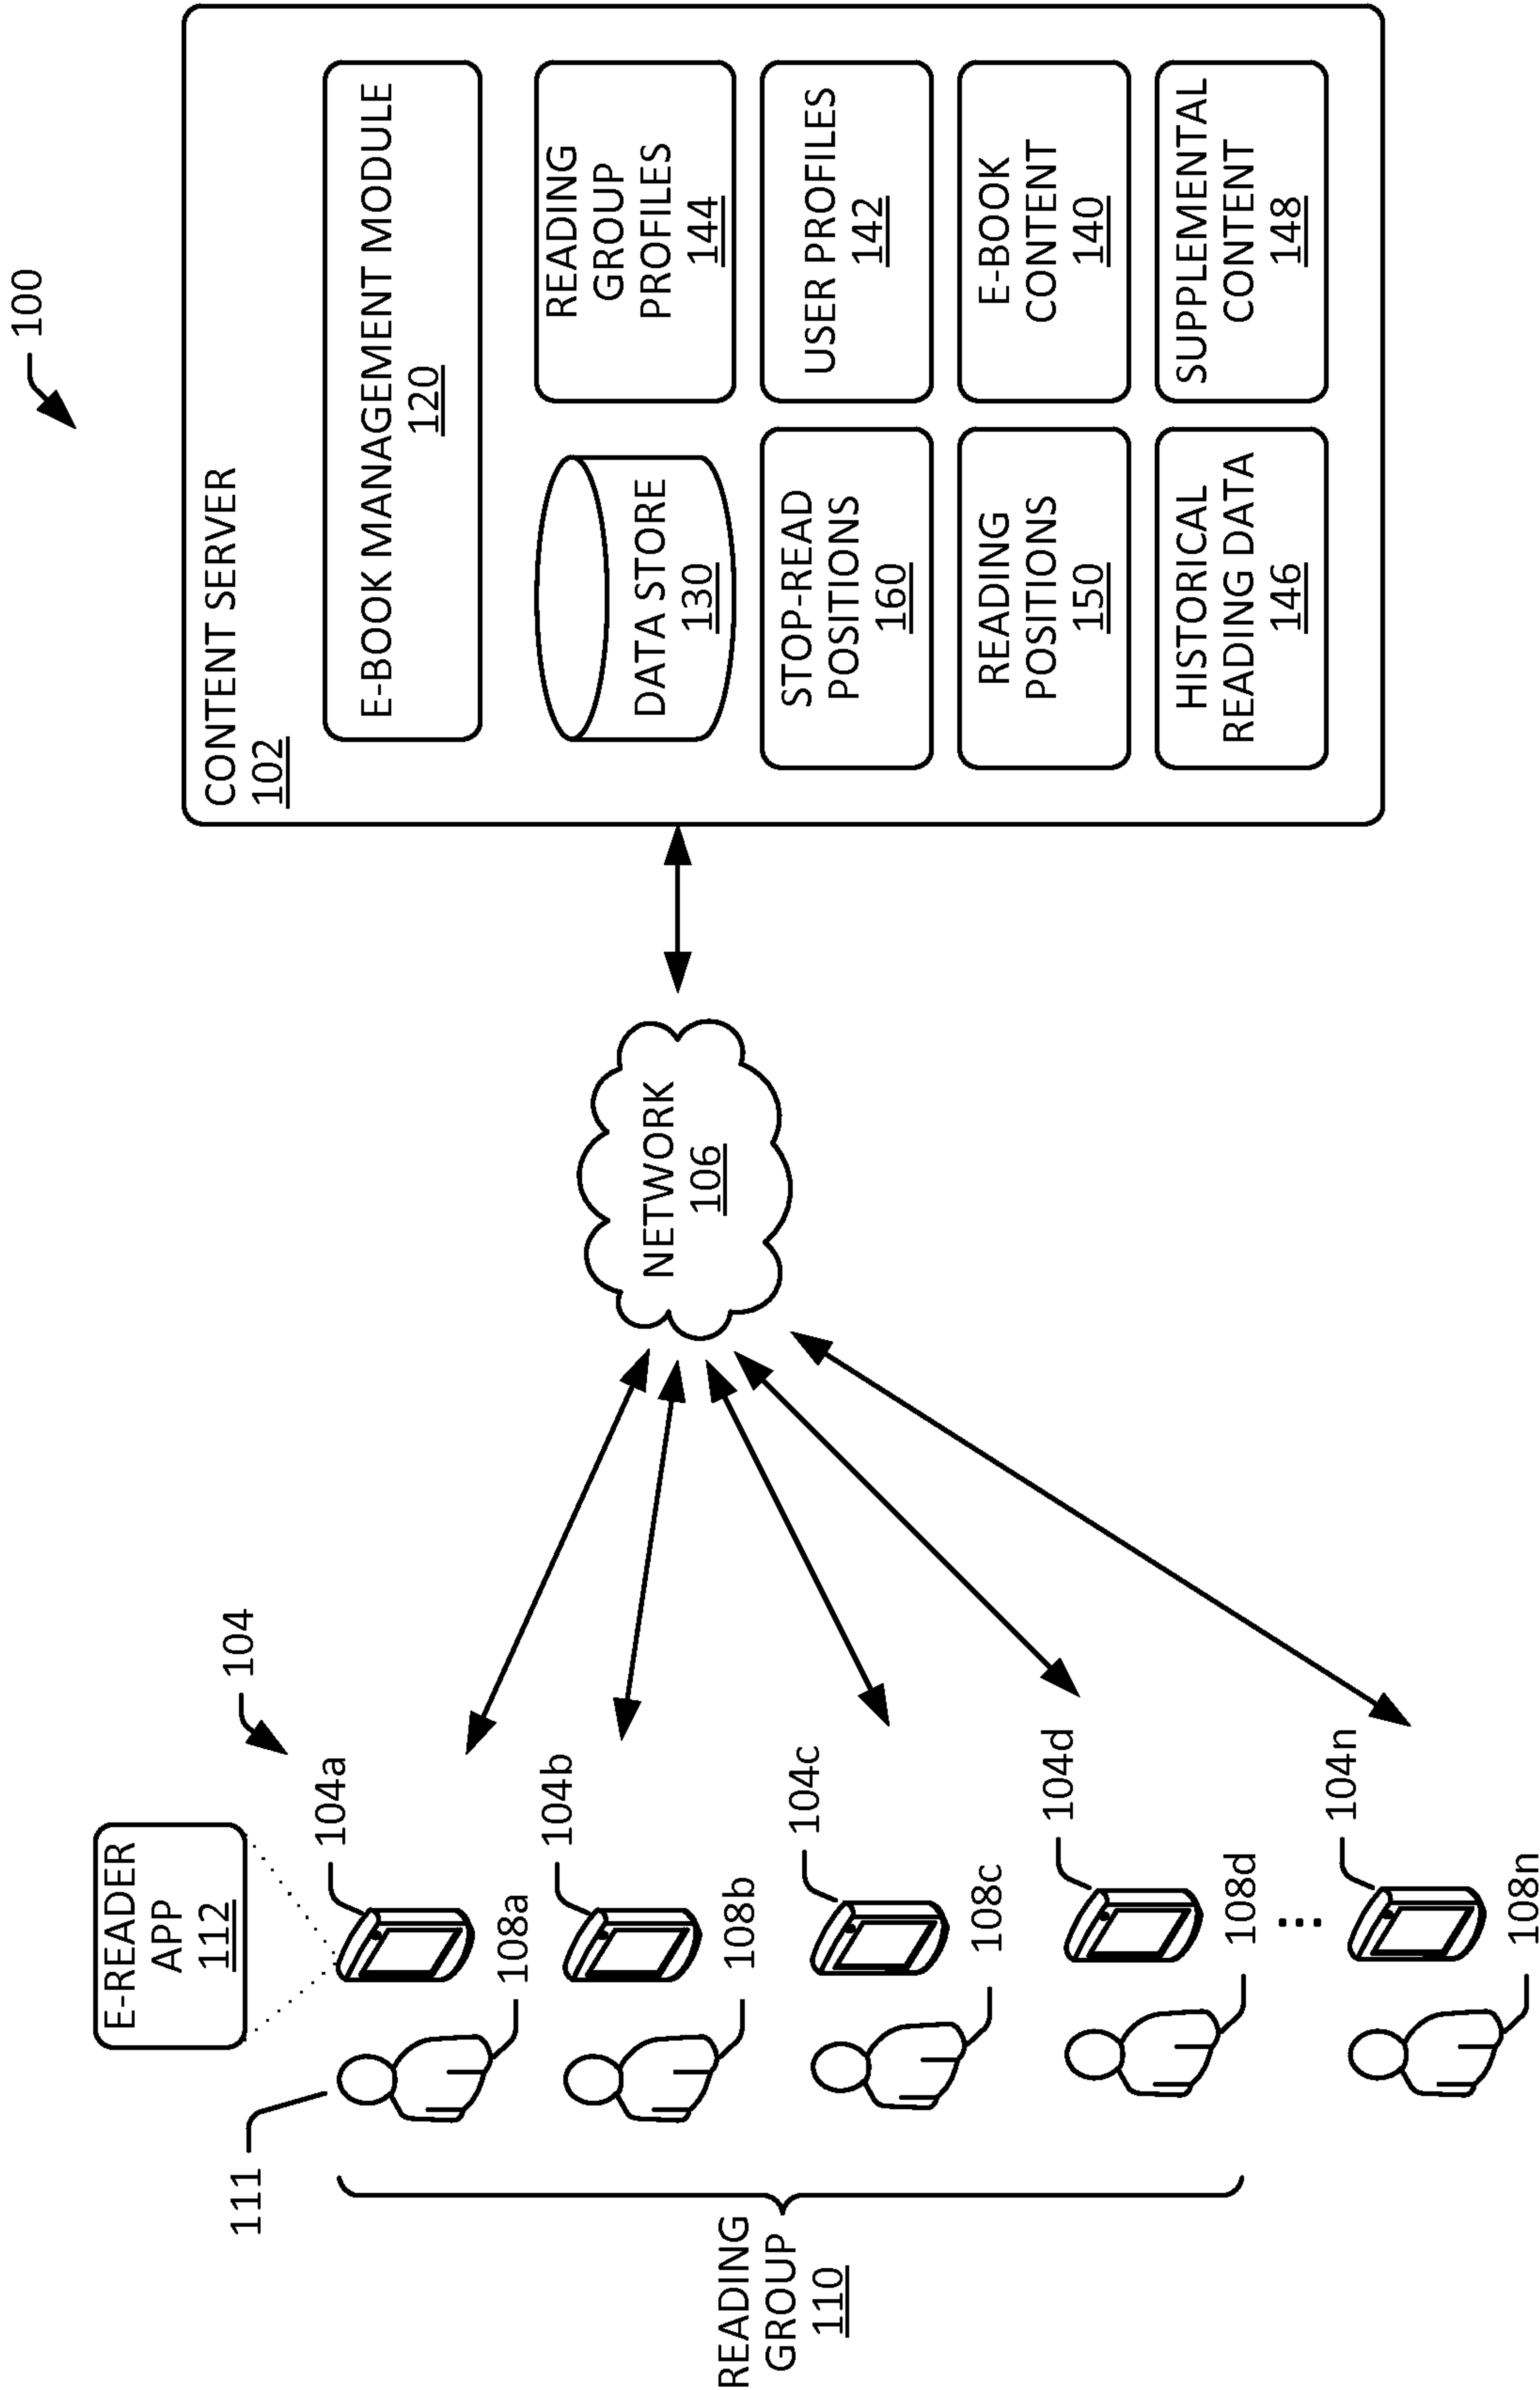 100
CONTENT SERVER
102
E-BOOK MANAGEMENT MODULE
120
DATA STORE
130
READING
GROUP
PROFILES
144
STOP-READ
POSITIONS
160
USER PROFILES
142
READING
POSITIONS
150
E-BOOK
CONTENT
140
HISTORICAL
READING DATA
146
SUPPLEMENTAL
CONTENT
148
NETWORK
106
E-READER
APP
112
104
111
104a
108a
104b
108b
104c
108c
104d
108d
...
104n
108n
READING
GROUP
110